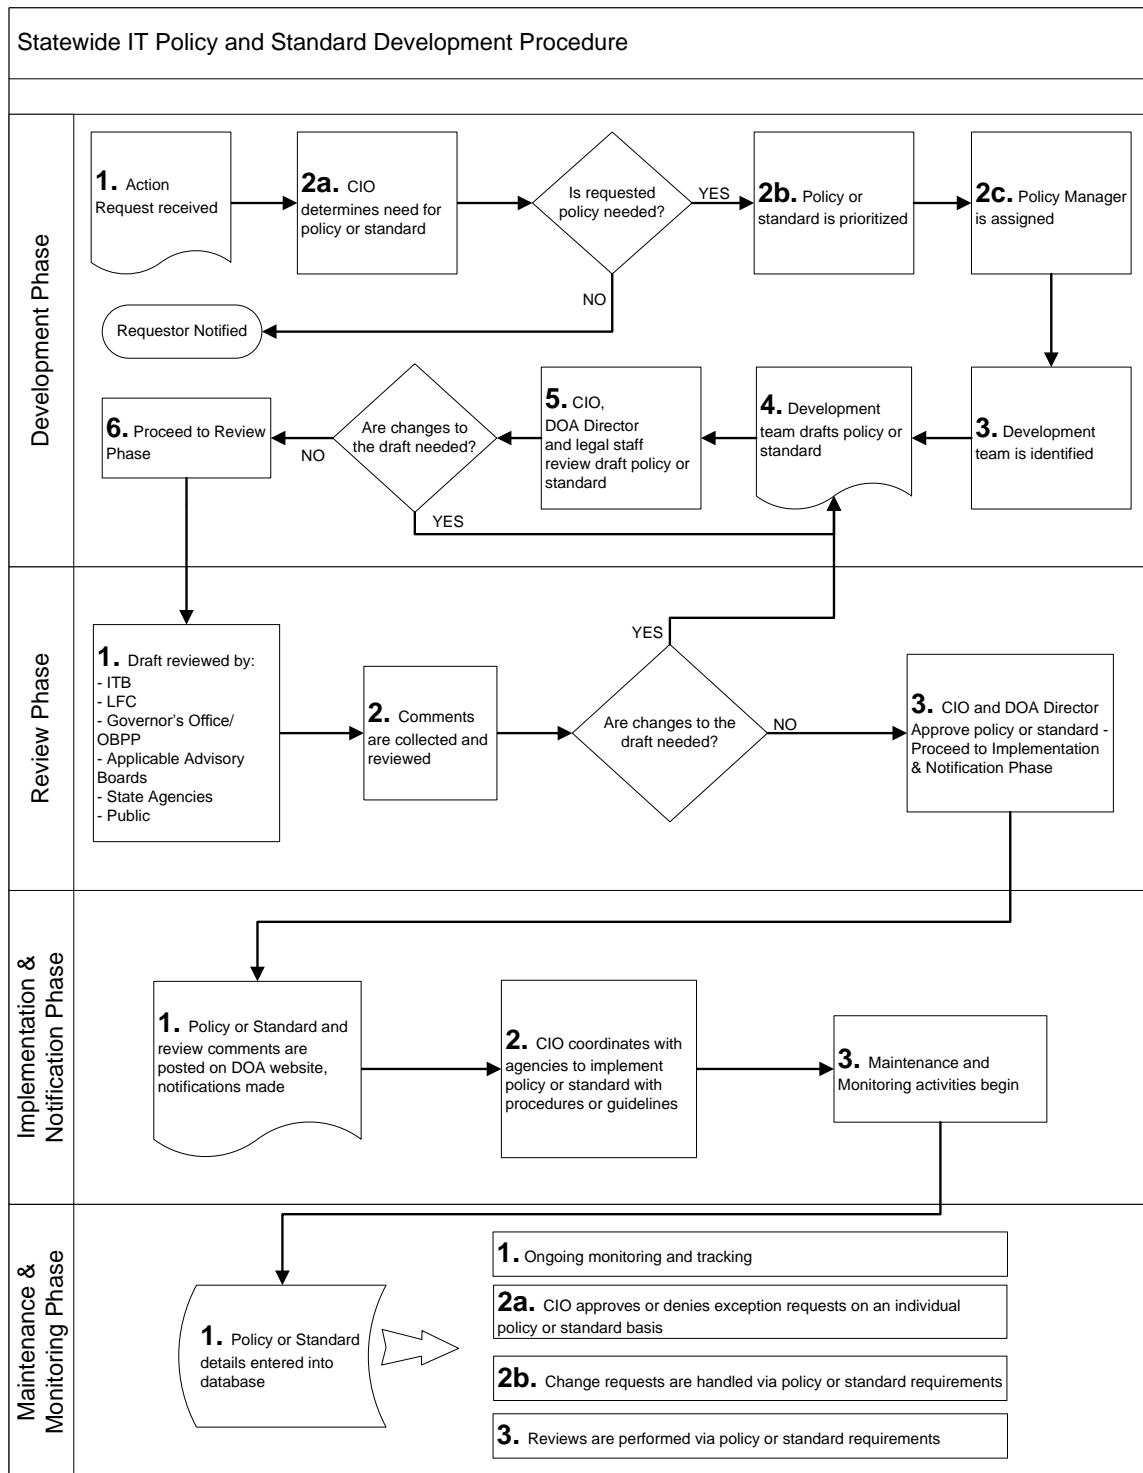 Statewide IT Policy and Standard Development Procedure
Development Phase
1. Action
Request received
2a. CIO
determines need for
policy or standard
Is requested
policy needed?
YES
NO
2b. Policy or
standard is prioritized
2c. Policy Manager
is assigned
Requestor Notified
3. Development
team is identified
4. Development
team drafts policy or
standard
5. CIO,
DOA Director
and legal staff
review draft policy or
standard
Are changes to
the draft needed?
NO
YES
6. Proceed to Review
Phase
Review Phase
1. Draft reviewed by:
- ITB
- LFC
- Governor's Office/
OBPP
- Applicable Advisory
Boards
- State Agencies
- Public
2. Comments
are collected and
reviewed
Are changes to the
draft needed?
YES
NO
3. CIO and DOA Director
Approve policy or standard -
Proceed to Implementation
& Notification Phase
Implementation &
Notification Phase
1. Policy or Standard and
review comments are
posted on DOA website,
notifications made
2. CIO coordinates with
agencies to implement
policy or standard with
procedures or guidelines
3. Maintenance and
Monitoring activities begin
Maintenance &
Monitoring Phase
1. Policy or Standard
details entered into
database
1. Ongoing monitoring and tracking
2a. CIO approves or denies exception requests on an individual
policy or standard basis
2b. Change requests are handled via policy or standard requirements
3. Reviews are performed via policy or standard requirements